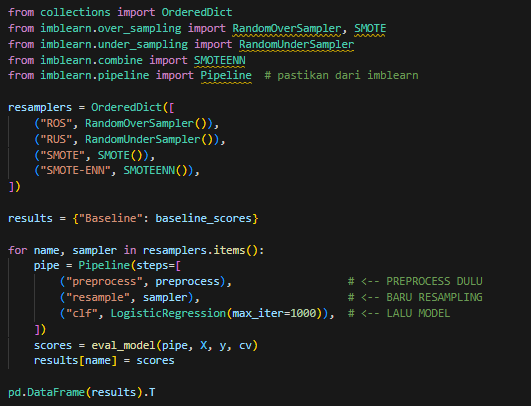 from collections import OrderedDict
from imblearn.over_sampling import RandomOverSampler, SMOTE
from imblearn.under_sampling import RandomUnderSampler
from imblearn.combine import SMOTEENN
from imblearn.pipeline import Pipeline  # pastikan dari imblearn

resamplers = OrderedDict([
    ("ROS", RandomOverSampler()),
    ("RUS", RandomUnderSampler()),
    ("SMOTE", SMOTE()),
    ("SMOTE-ENN", SMOTEENN()),
])

results = {"Baseline": baseline_scores}

for name, sampler in resamplers.items():
    pipe = Pipeline(steps=[
        ("preprocess", preprocess),                 # <-- PREPROCESS DULU
        ("resample", sampler),                      # <-- BARU RESAMPLING
        ("clf", LogisticRegression(max_iter=1000)), # <-- LALU MODEL
    ])
    scores = eval_model(pipe, X, y, cv)
    results[name] = scores

pd.DataFrame(results).T